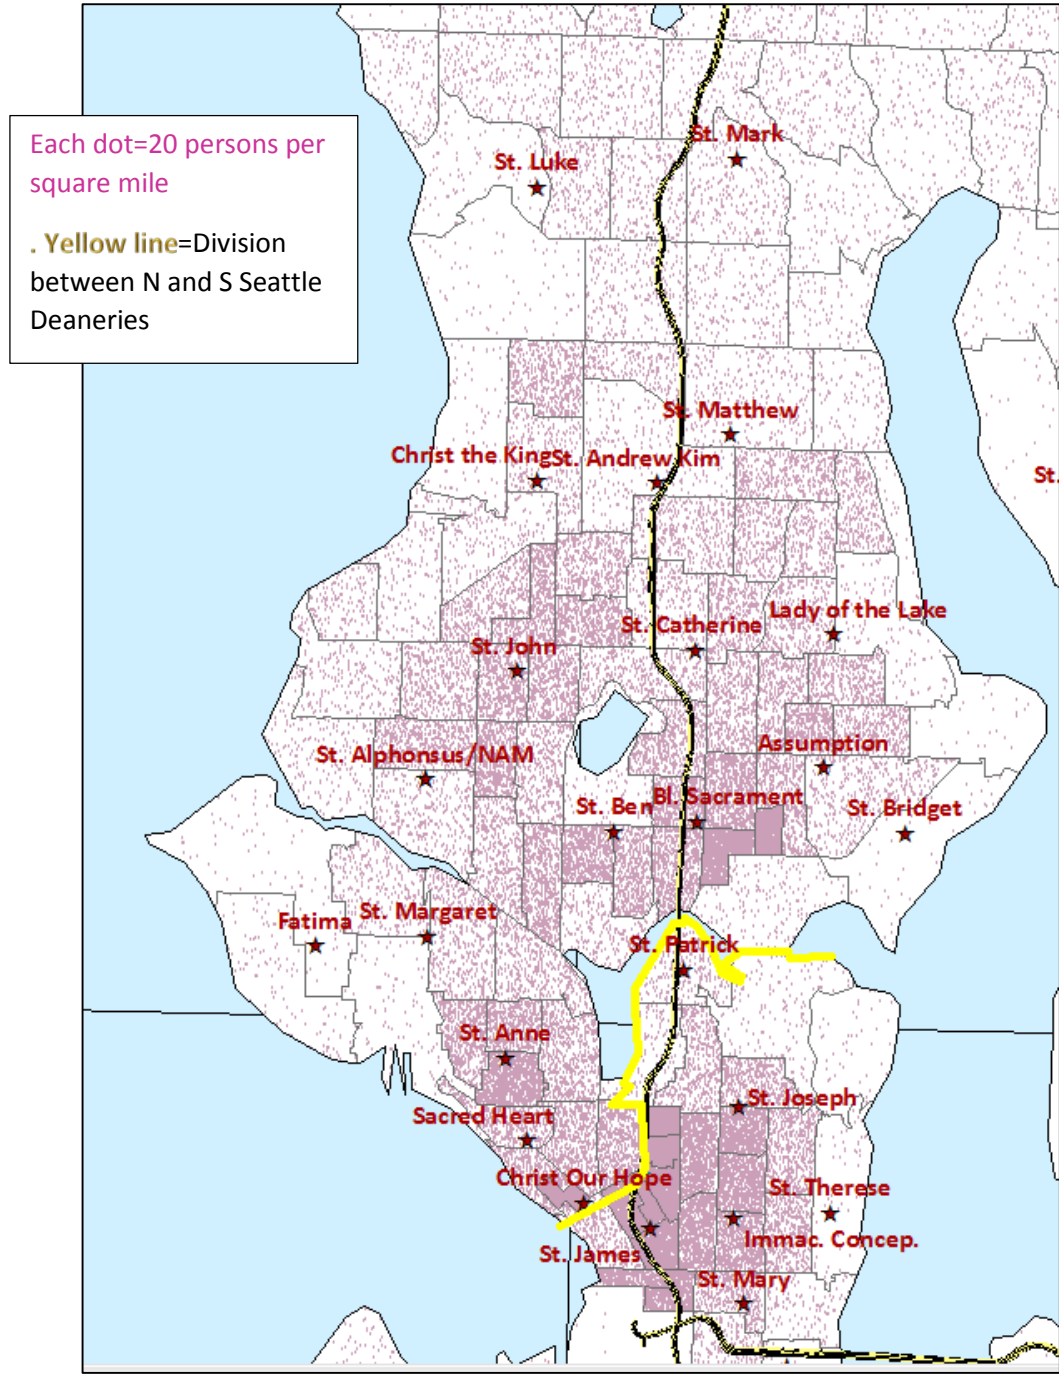 Each dot=20 persons per
square mile
. Yellow line=Division
between N and S Seattle
Deaneries
St. Mark
St. Luke
St. Matthew
Christ the King
St. Andrew Kim
St.
Lady of the Lake
St. Catherine
St. John
Assumption
St. Alphonsus/NAM
Bl. Sacrament
St. Ben
St. Bridget
St. Margaret
Fatima
St. Patrick
St. Anne
St. Joseph
Sacred Heart
Christ Our Hope
St. Therese
Immac. Concep.
St. James
St. Mary